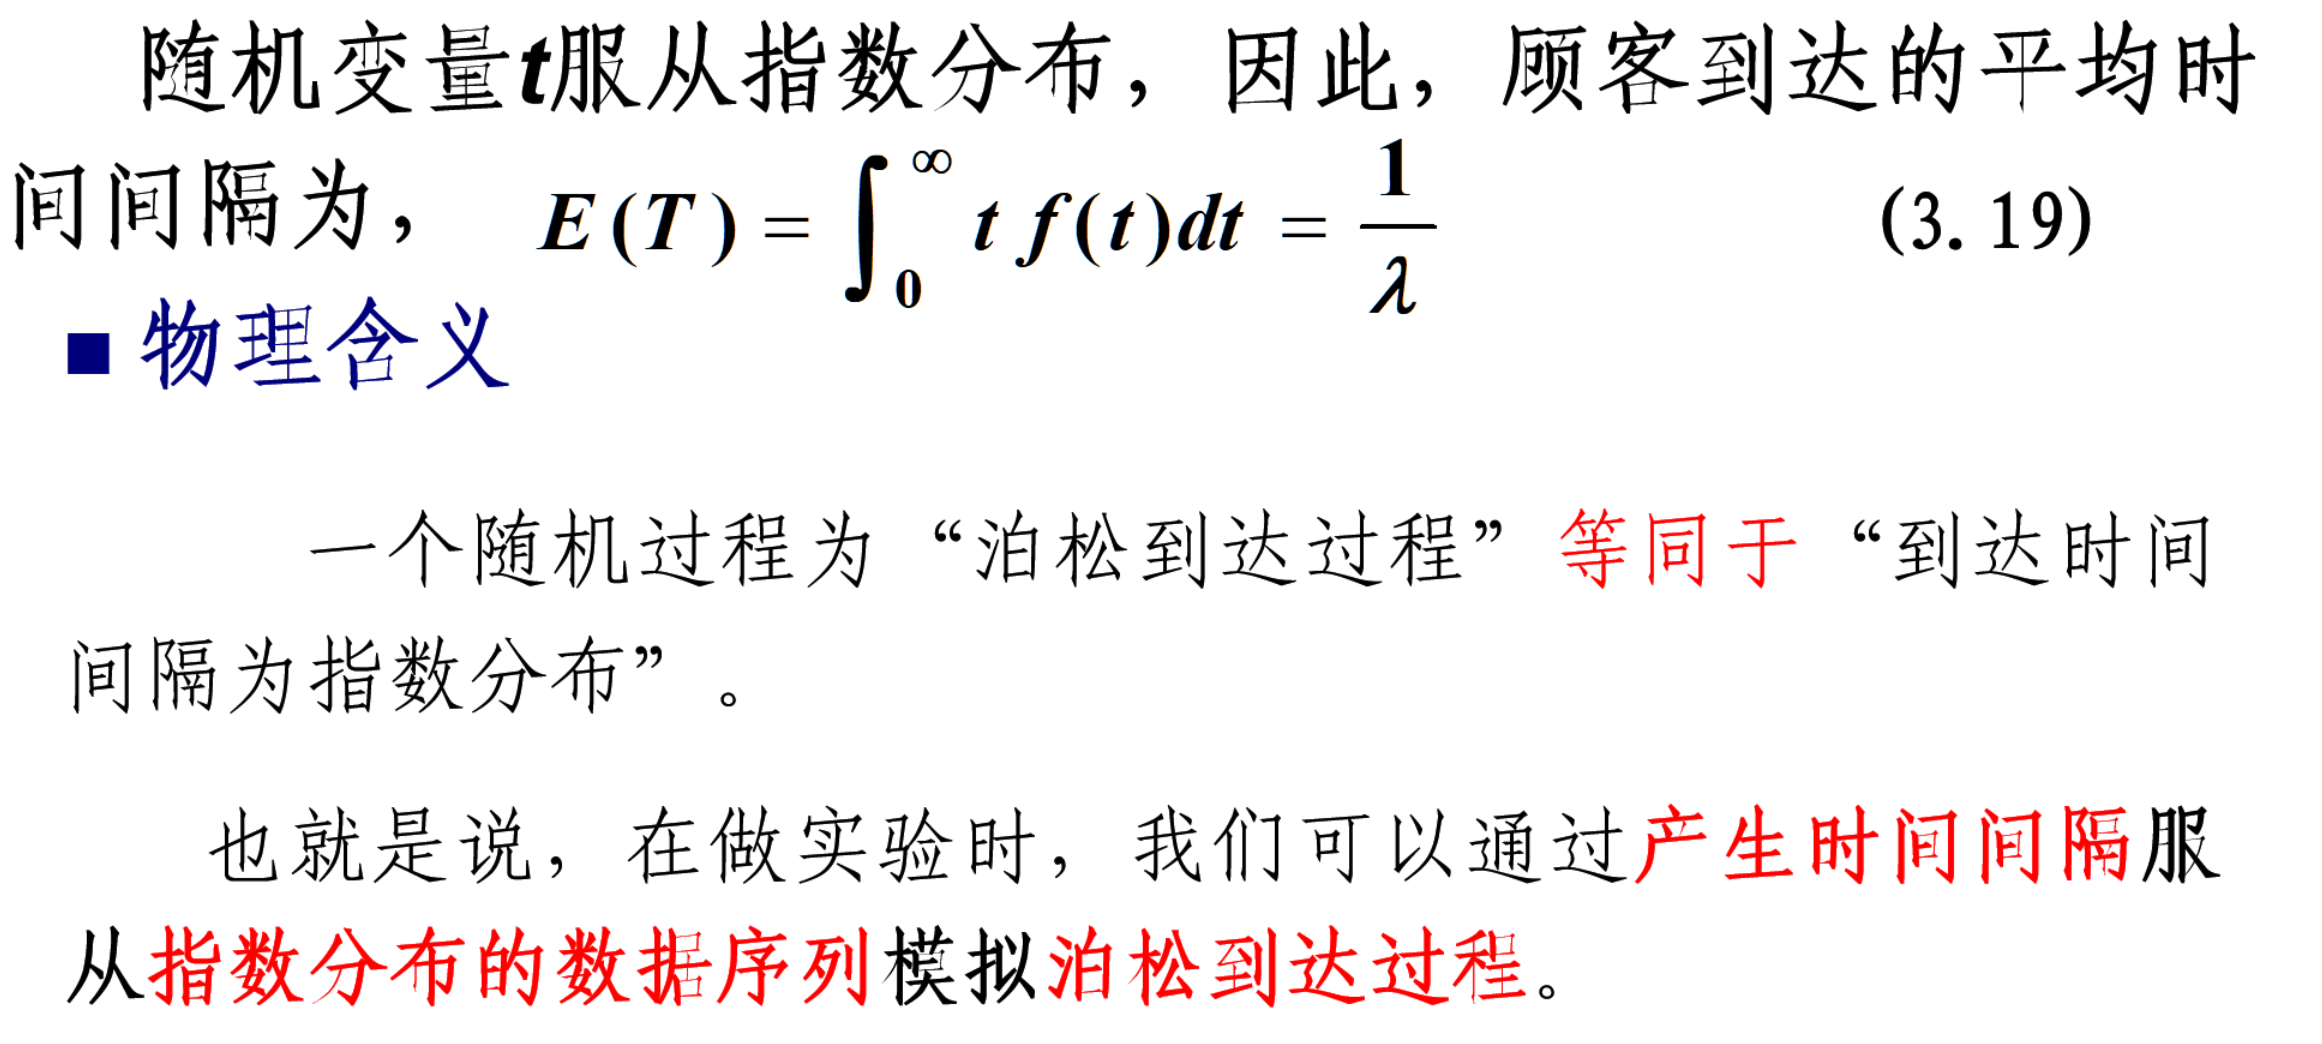 随机变量t服从指数分布，因此，顾客到达的平均时
间间隔为， E(T) = ∫₀^∞ t f(t)dt = 1/λ (3.19)
■ 物理含义
一个随机过程为 “泊松到达过程” 等同于 “到达时间
间隔为指数分布” 。
也就是说，在做实验时，我们可以通过产生时间间隔服
从指数分布的数据序列模拟泊松到达过程。